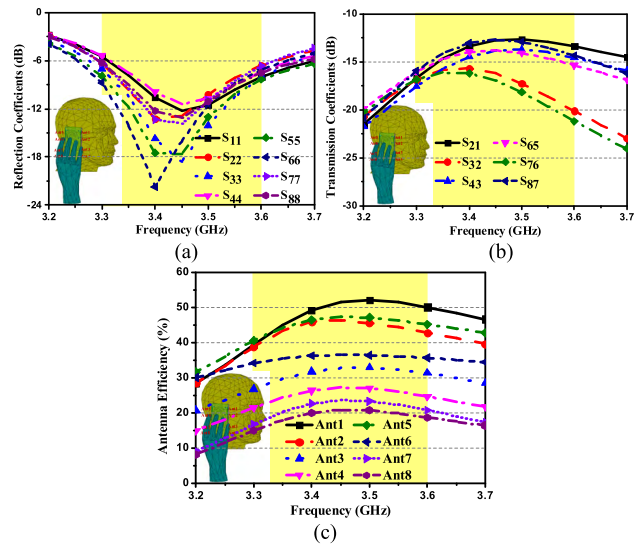 0
-6
-12
-18
-24
Reflection Coefficients (dB)
S11 S55
S22 S66
S33 S77
S44 S88
3.2 3.3 3.4 3.5 3.6 3.7
Frequency (GHz)
(a)
-10
-15
-20
-25
-30
Transmission Coefficients (dB)
S21 S65
S32 S76
S43 S87
3.2 3.3 3.4 3.5 3.6 3.7
Frequency (GHz)
(b)
60
50
40
30
20
10
0
Antenna Efficiency (%)
Ant1 Ant5
Ant2 Ant6
Ant3 Ant7
Ant4 Ant8
3.2 3.3 3.4 3.5 3.6 3.7
Frequency (GHz)
(c)